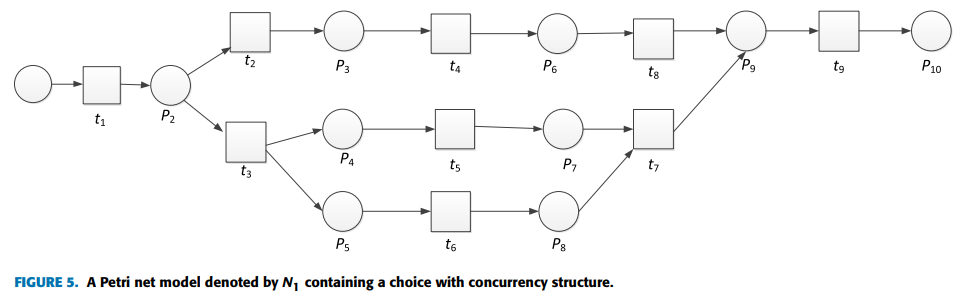 t2
P3
t4
P6
t8
P9
t9
P10
t1
P2
t3
P4
t5
P7
t7
P5
t6
P8
FIGURE 5. A Petri net model denoted by N1 containing a choice with concurrency structure.